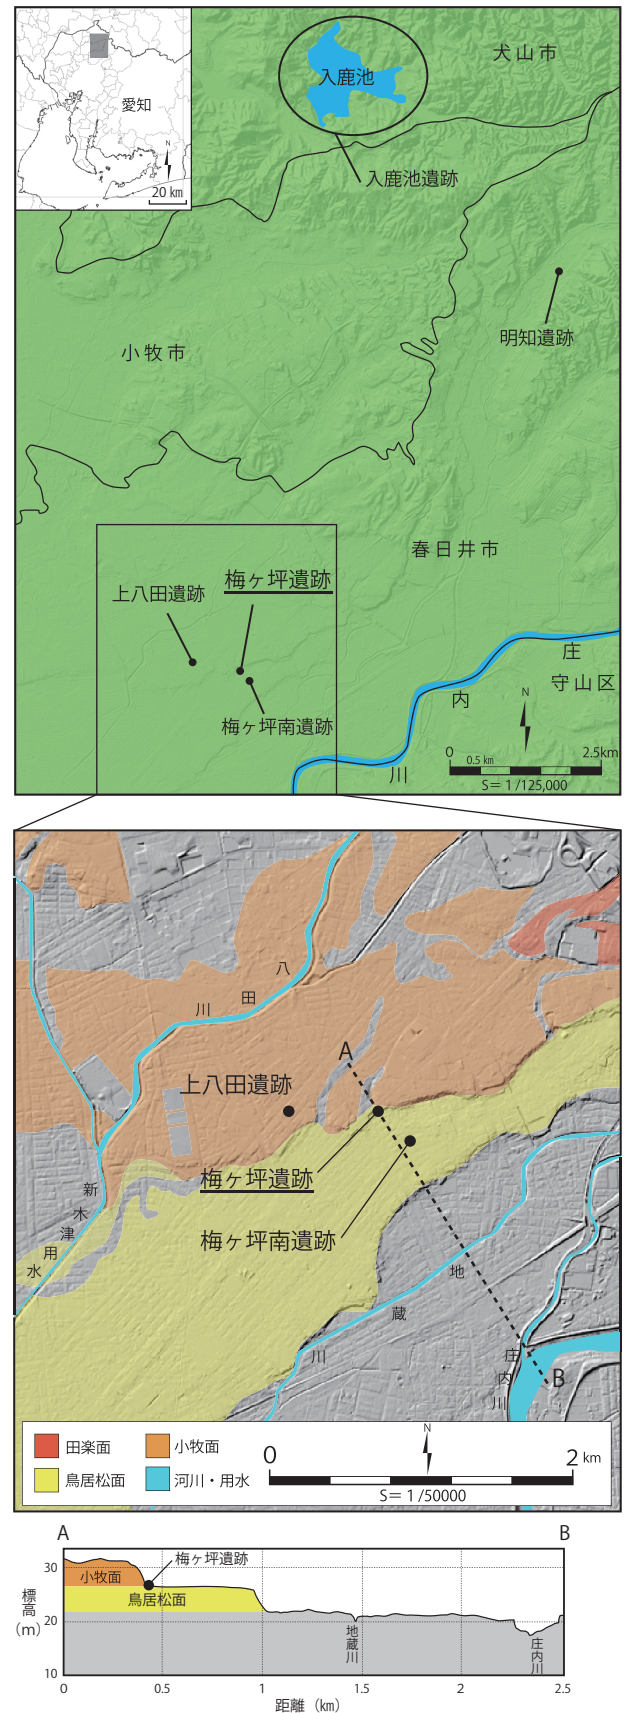 犬山市
入鹿池
愛知
N
20 km
入鹿池遺跡
明知遺跡
小牧市
春日井市
梅ヶ坪遺跡
上八田遺跡
庄
守山区
内
N
梅ヶ坪南遺跡
0
0.5 km
2.5km
川
S= 1 /125,000
八
田
川
A
上八田遺跡
梅ヶ坪遺跡
新
木
津
用
水
梅ヶ坪南遺跡
地
蔵
川
庄
内
川
B
田楽面
小牧面
鳥居松面
河川・用水
N
0
2 km
S= 1 /50000
A
B
梅ヶ坪遺跡
小牧面
鳥居松面
30
20
10
標高
(m)
地蔵川
庄内川
0
0.5
1
1.5
2
2.5
距離（km）